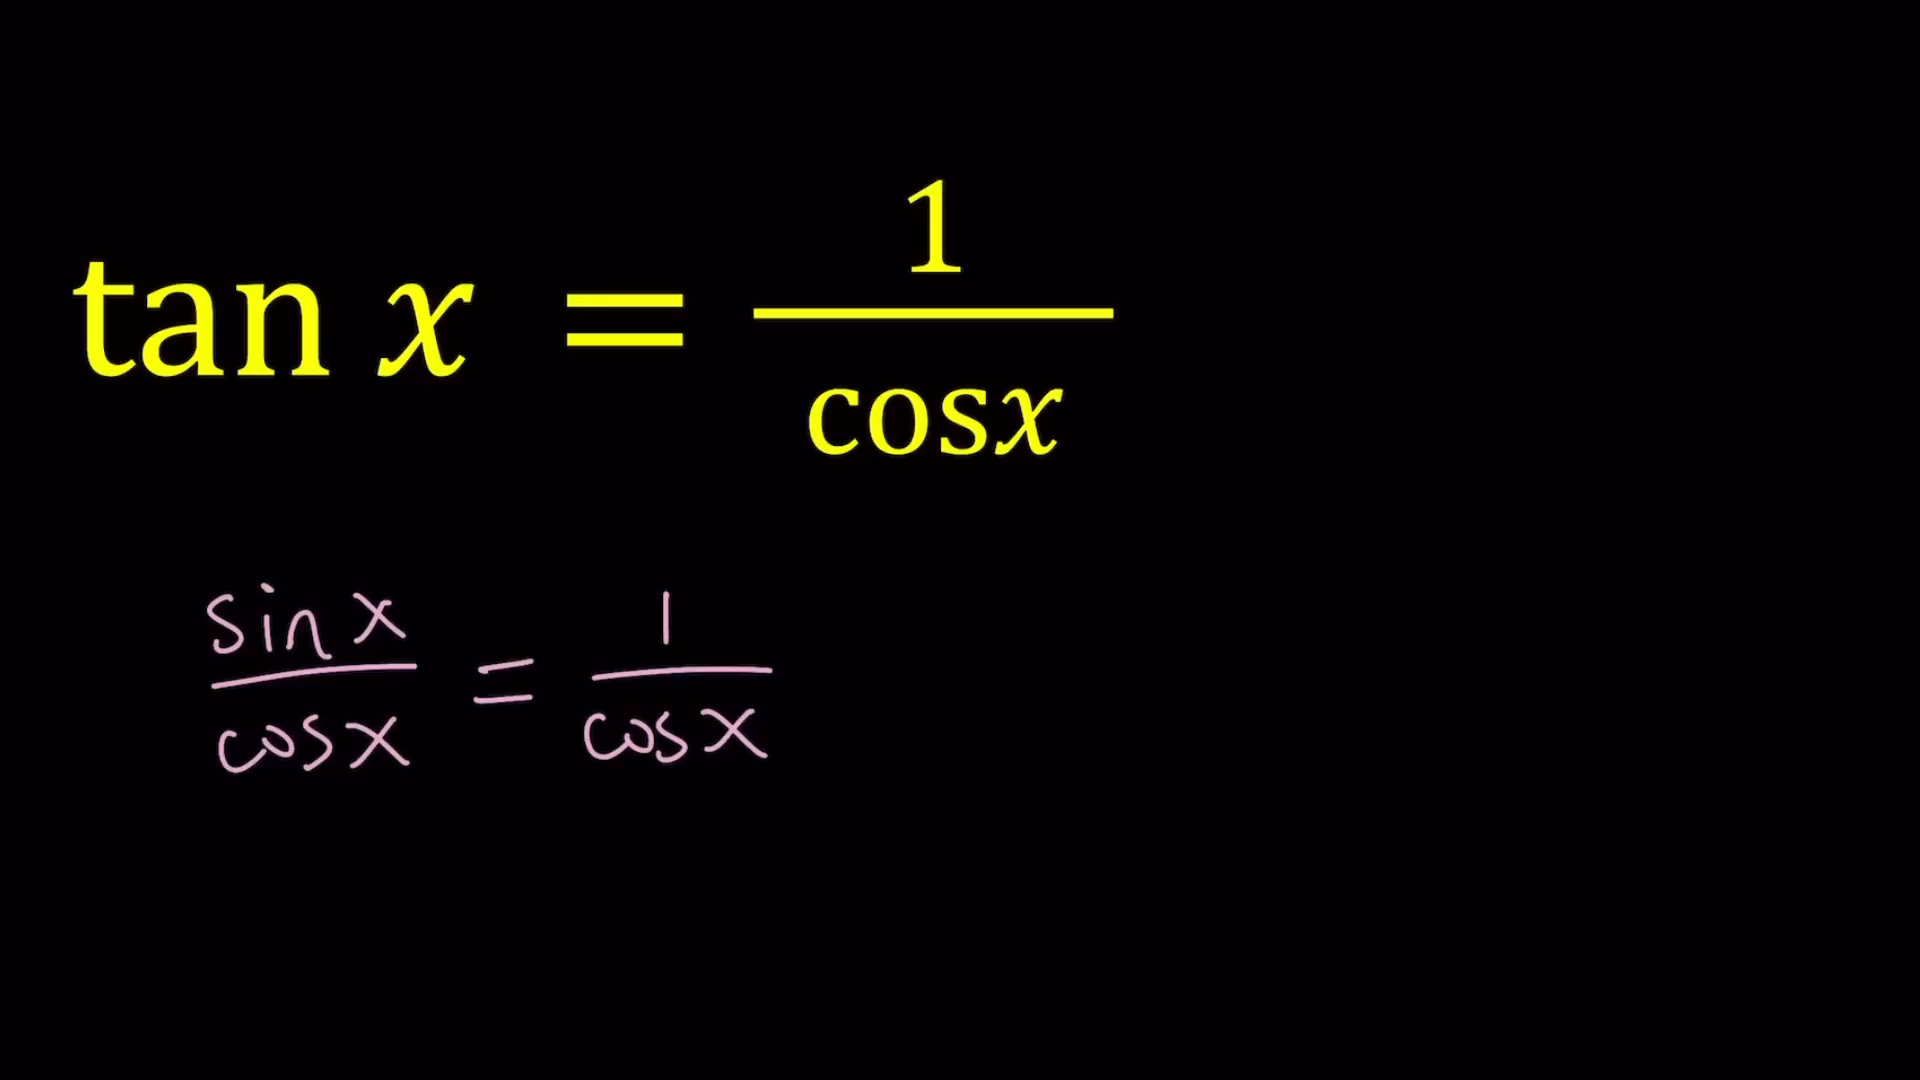 tan x = 1/cosx
sin x/cos x = 1/cos x